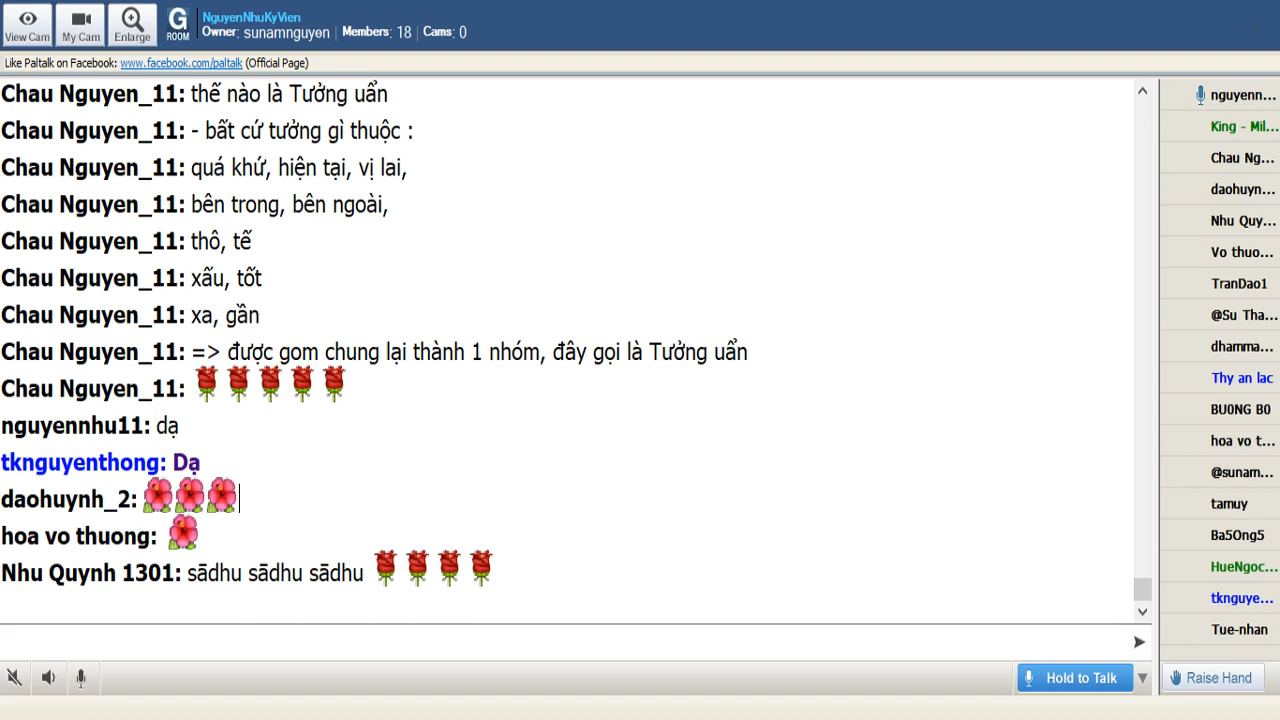 View Cam
My Cam
Enlarge
G
ROOM
NguyenNhuKyVien
Owner: sunamnguyen | Members: 18 | Cams: 0
Like Paltalk on Facebook: www.facebook.com/paltalk (Official Page)
Chau Nguyen_11: thế nào là Tưởng uẩn
Chau Nguyen_11: - bất cứ tưởng gì thuộc :
Chau Nguyen_11: quá khứ, hiện tại, vị lai,
Chau Nguyen_11: bên trong, bên ngoài,
Chau Nguyen_11: thô, tế
Chau Nguyen_11: xấu, tốt
Chau Nguyen_11: xa, gần
Chau Nguyen_11: => được gom chung lại thành 1 nhóm, đây gọi là Tưởng uẩn
Chau Nguyen_11:
nguyennhu11: dạ
tknguyenthong: Dạ
daohuynh_2:
hoa vo thuong:
Nhu Quynh 1301: sādhu sādhu sādhu
nguyenn...
King - Mil...
Chau Ng...
daohuyn...
Nhu Quy...
Vo thuo...
TranDao1
@Su Tha...
dhamma...
Thy an lac
BU0NG B0
hoa vo t...
@sunam...
tamuy
Ba5Ong5
HueNgoc...
tknguye...
Tue-nhan
Hold to Talk
Raise Hand